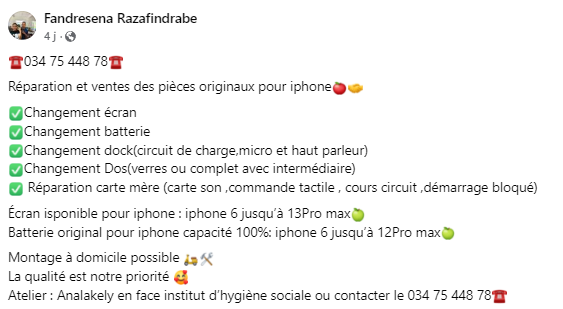 Fandresena Razafindrabe
4 j ·
☎️034 75 448 78☎️
Réparation et ventes des pièces originaux pour iphone🍅🤝
✅Changement écran
✅Changement batterie
✅Changement dock(circuit de charge,micro et haut parleur)
✅Changement Dos(verres ou complet avec intermédiaire)
✅ Réparation carte mère (carte son ,commande tactile , cours circuit ,démarrage bloqué)
Écran isponible pour iphone : iphone 6 jusqu'à 13Pro max🍏
Batterie original pour iphone capacité 100%: iphone 6 jusqu'à 12Pro max🍏
Montage à domicile possible 🛵🛠️
La qualité est notre priorité 🥰
Atelier : Analakely en face institut d'hygiène sociale ou contacter le 034 75 448 78☎️